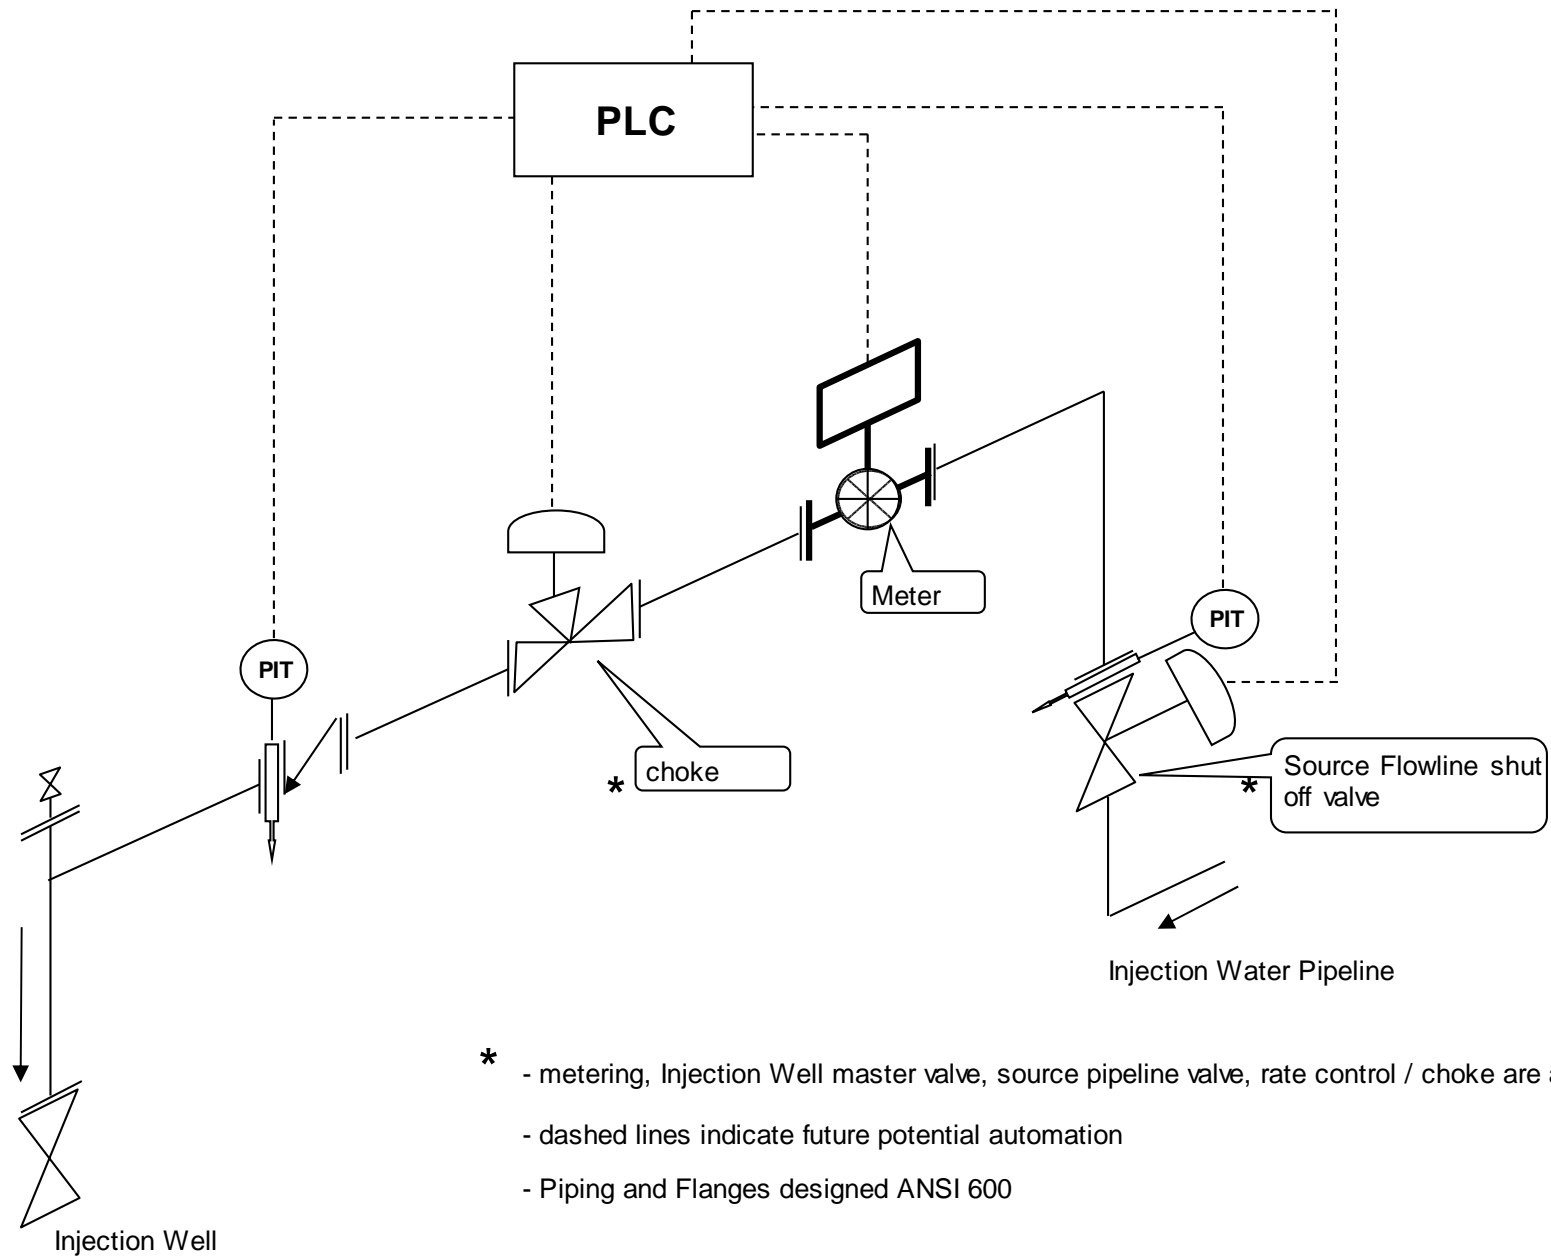 PLC
Meter
PIT
PIT
choke
*
Source Flowline shut
off valve
*
Injection Water Pipeline
*
- metering, Injection Well master valve, source pipeline valve, rate control / choke are
- dashed lines indicate future potential automation
- Piping and Flanges designed ANSI 600
Injection Well